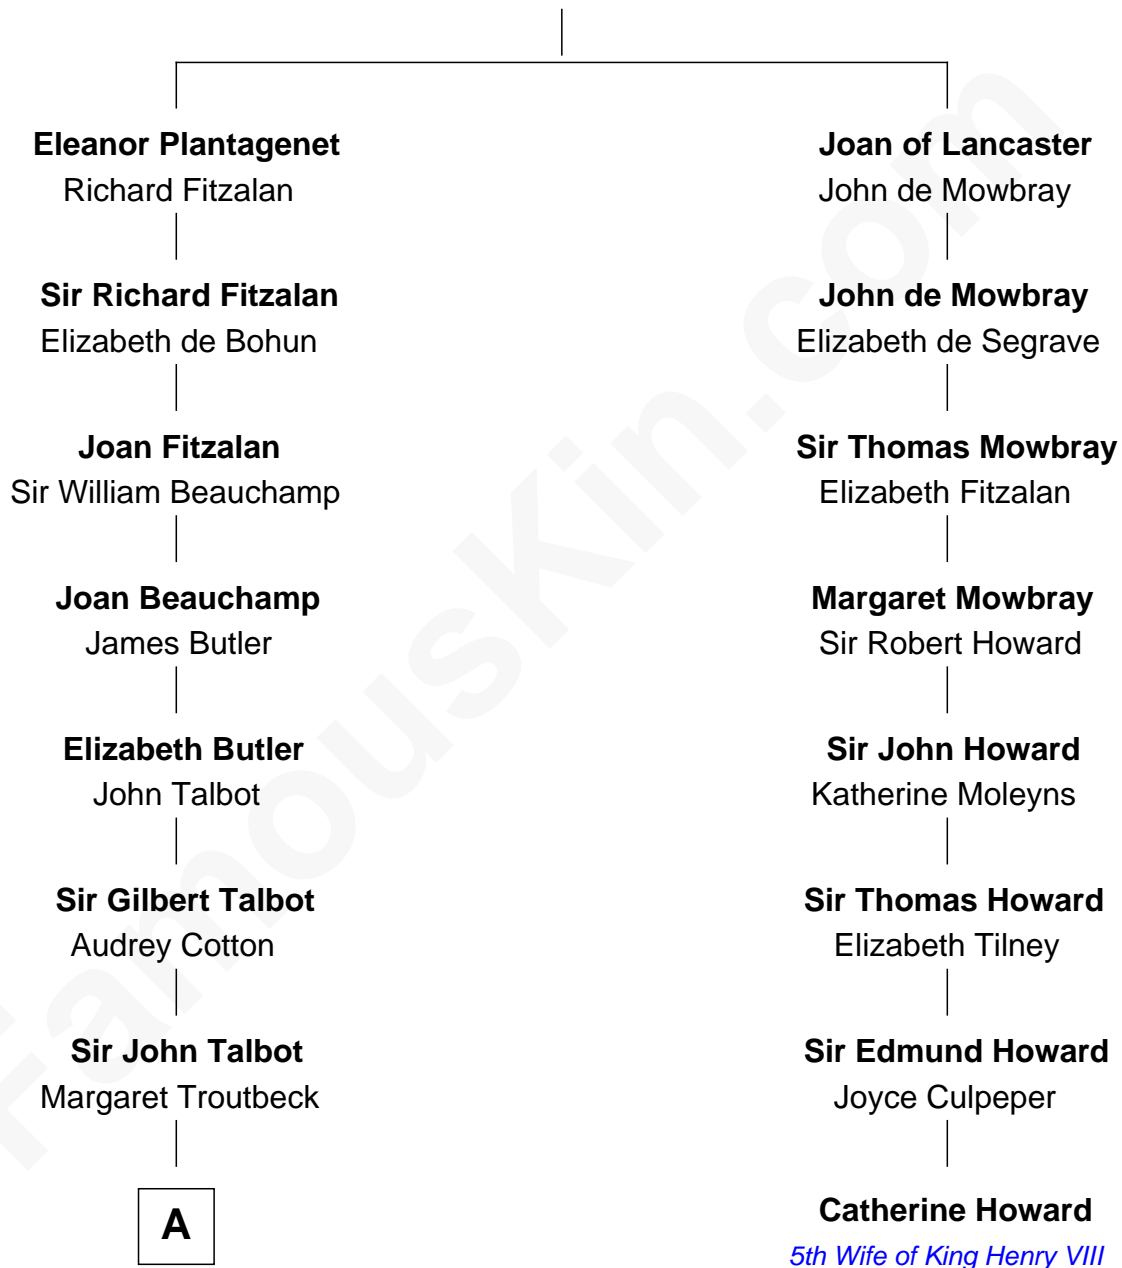 Eleanor Plantagenet
Richard Fitzalan
Sir Richard Fitzalan
Elizabeth de Bohun
Joan Fitzalan
Sir William Beauchamp
Joan Beauchamp
James Butler
Elizabeth Butler
John Talbot
Sir Gilbert Talbot
Audrey Cotton
Sir John Talbot
Margaret Troutbeck
A
Joan of Lancaster
John de Mowbray
John de Mowbray
Elizabeth de Segrave
Sir Thomas Mowbray
Elizabeth Fitzalan
Margaret Mowbray
Sir Robert Howard
Sir John Howard
Katherine Moleyns
Sir Thomas Howard
Elizabeth Tilney
Sir Edmund Howard
Joyce Culpeper
Catherine Howard
5th Wife of King Henry VIII
FamousKin.com